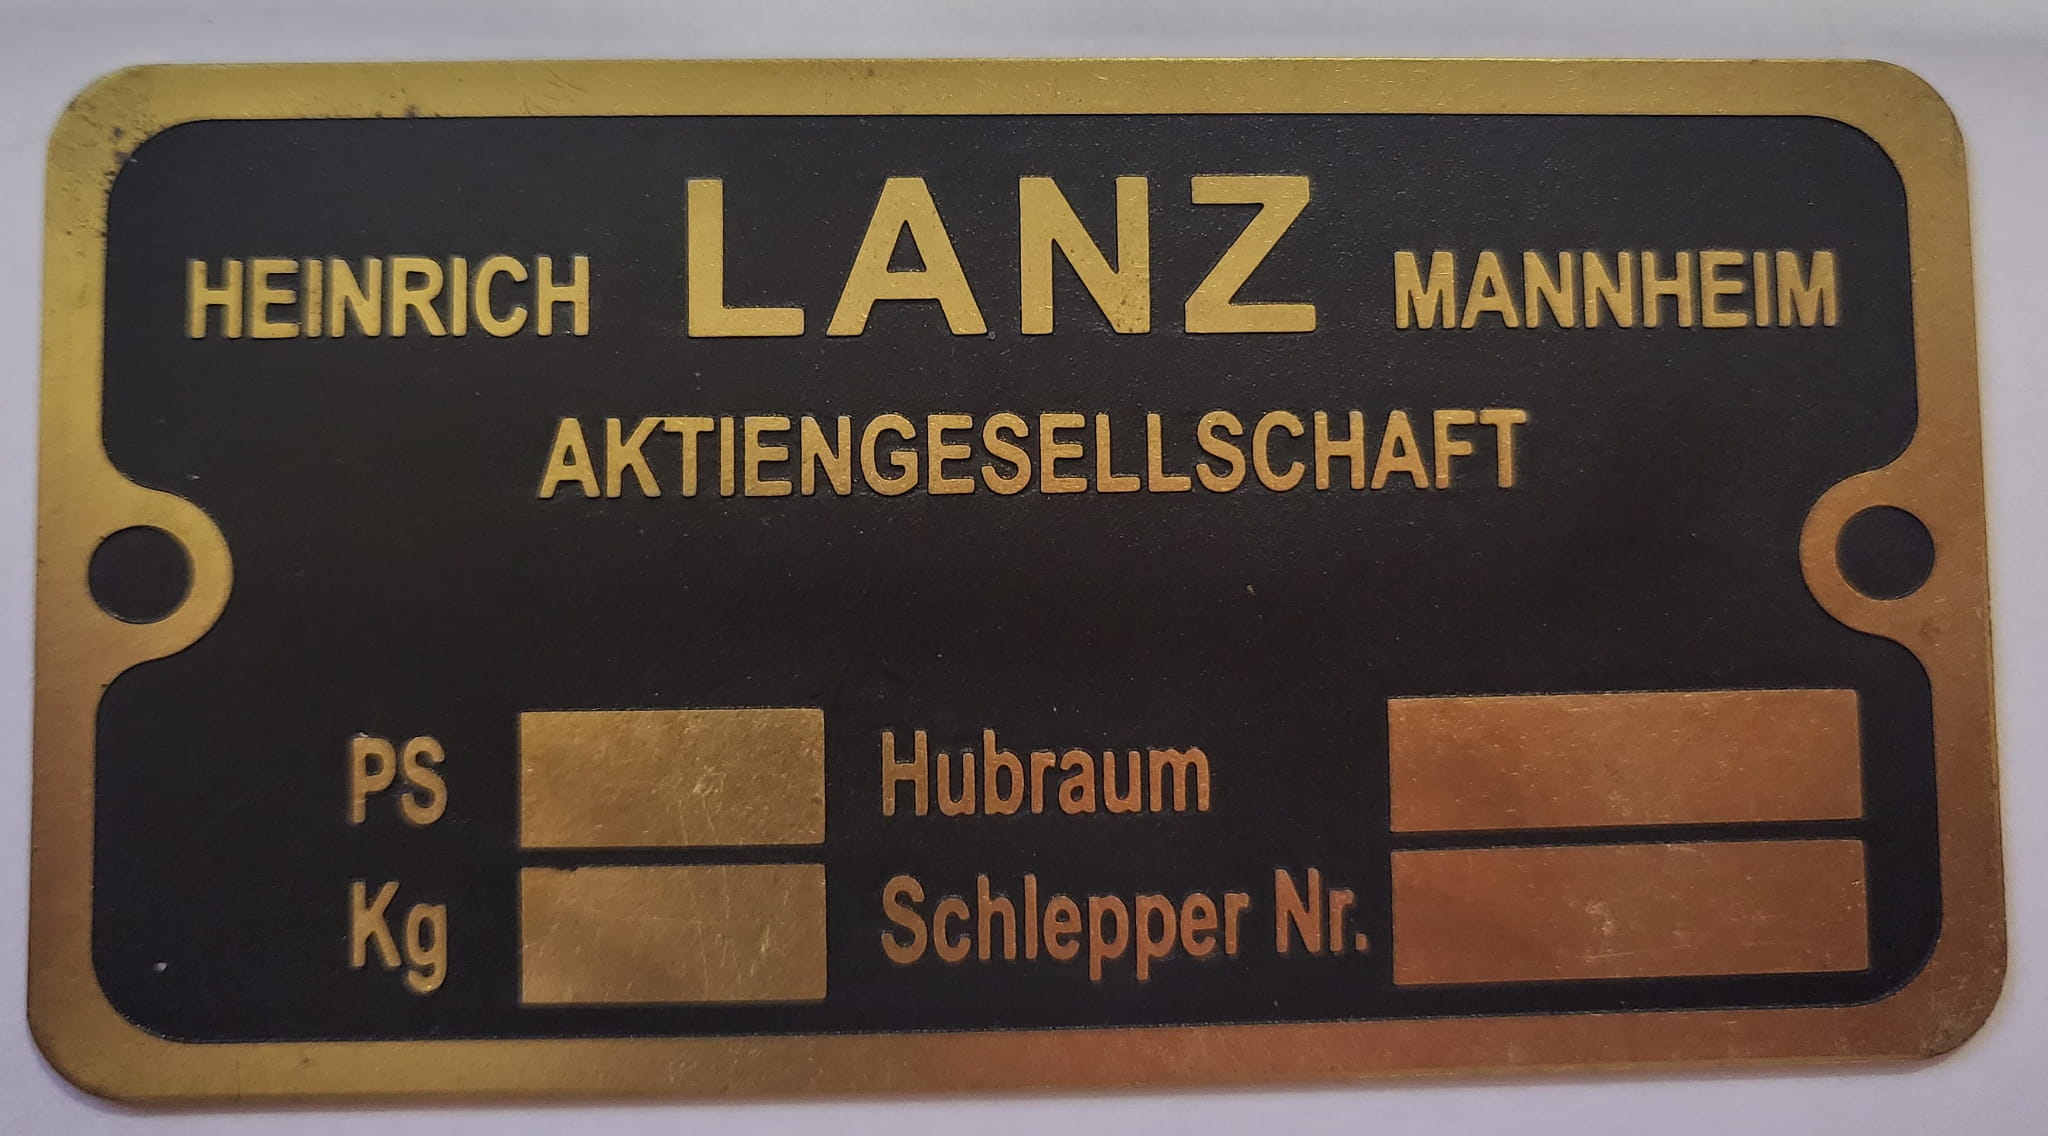 HEINRICH LANZ MANNHEIM
AKTIENGESELLSCHAFT
PS Hubraum
Kg Schlepper Nr.